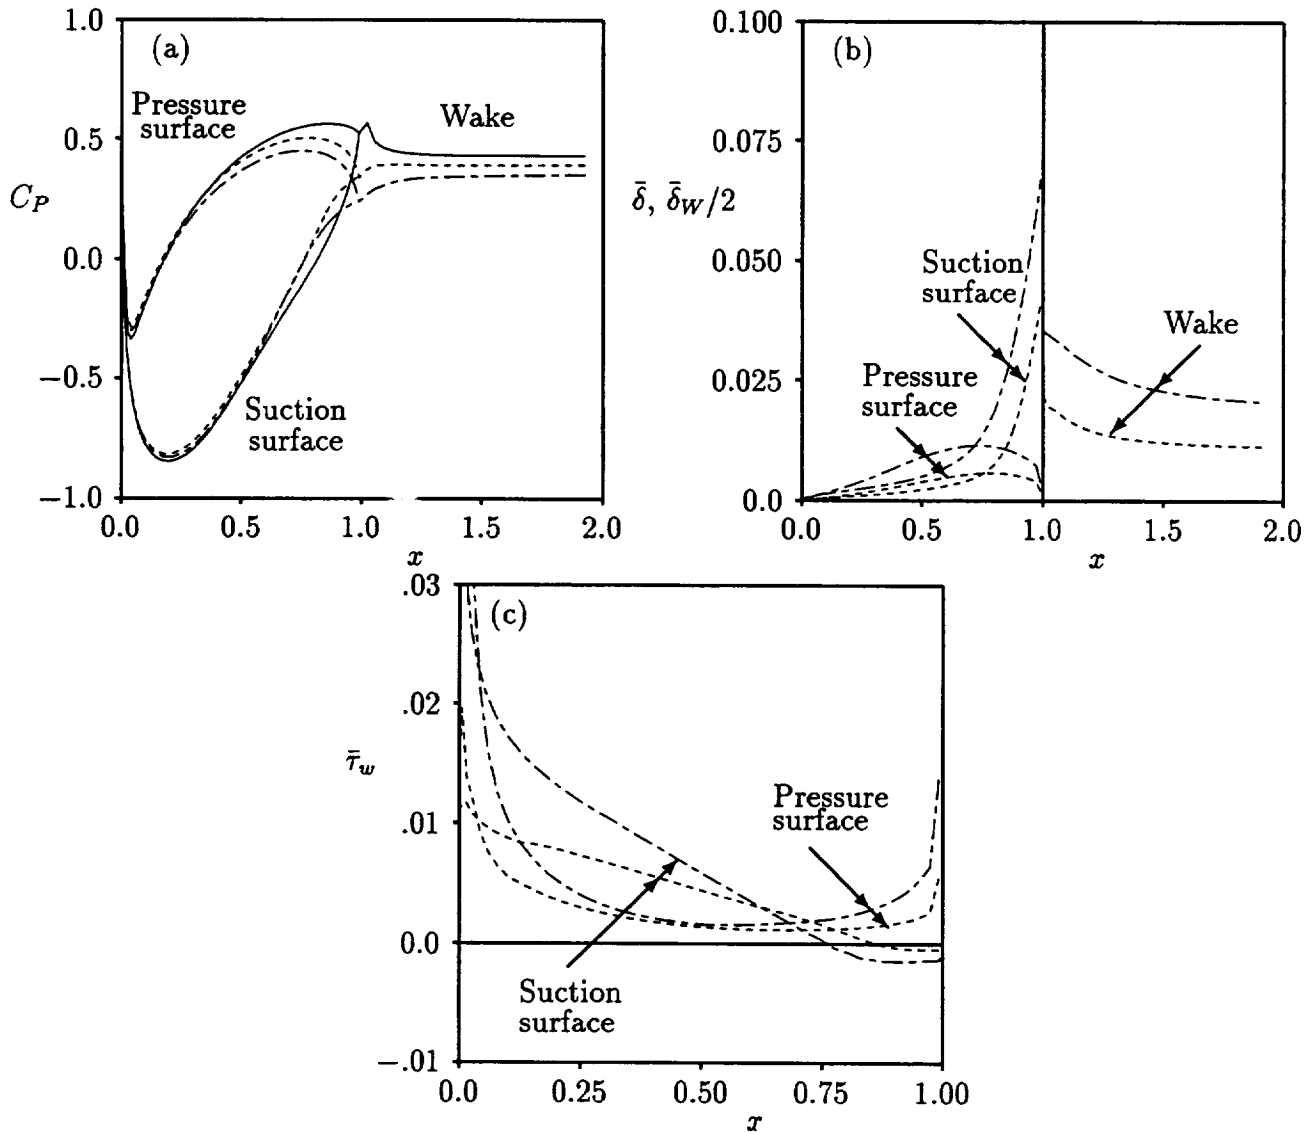 1.0
(a)
Pressure
surface
Wake
0.5
C_P
0.0
−0.5
Suction
surface
−1.0
0.0 0.5 1.0 1.5 2.0
x
0.100
(b)
0.075
δ̄, δ̄_W/2
0.050
Suction
surface
Wake
Pressure
surface
0.025
0.0
0.0 0.5 1.0 1.5 2.0
x
.03
(c)
.02
τ̄_w
Pressure
surface
.01
0.0
Suction
surface
−.01
0.0 0.25 0.50 0.75 1.00
x